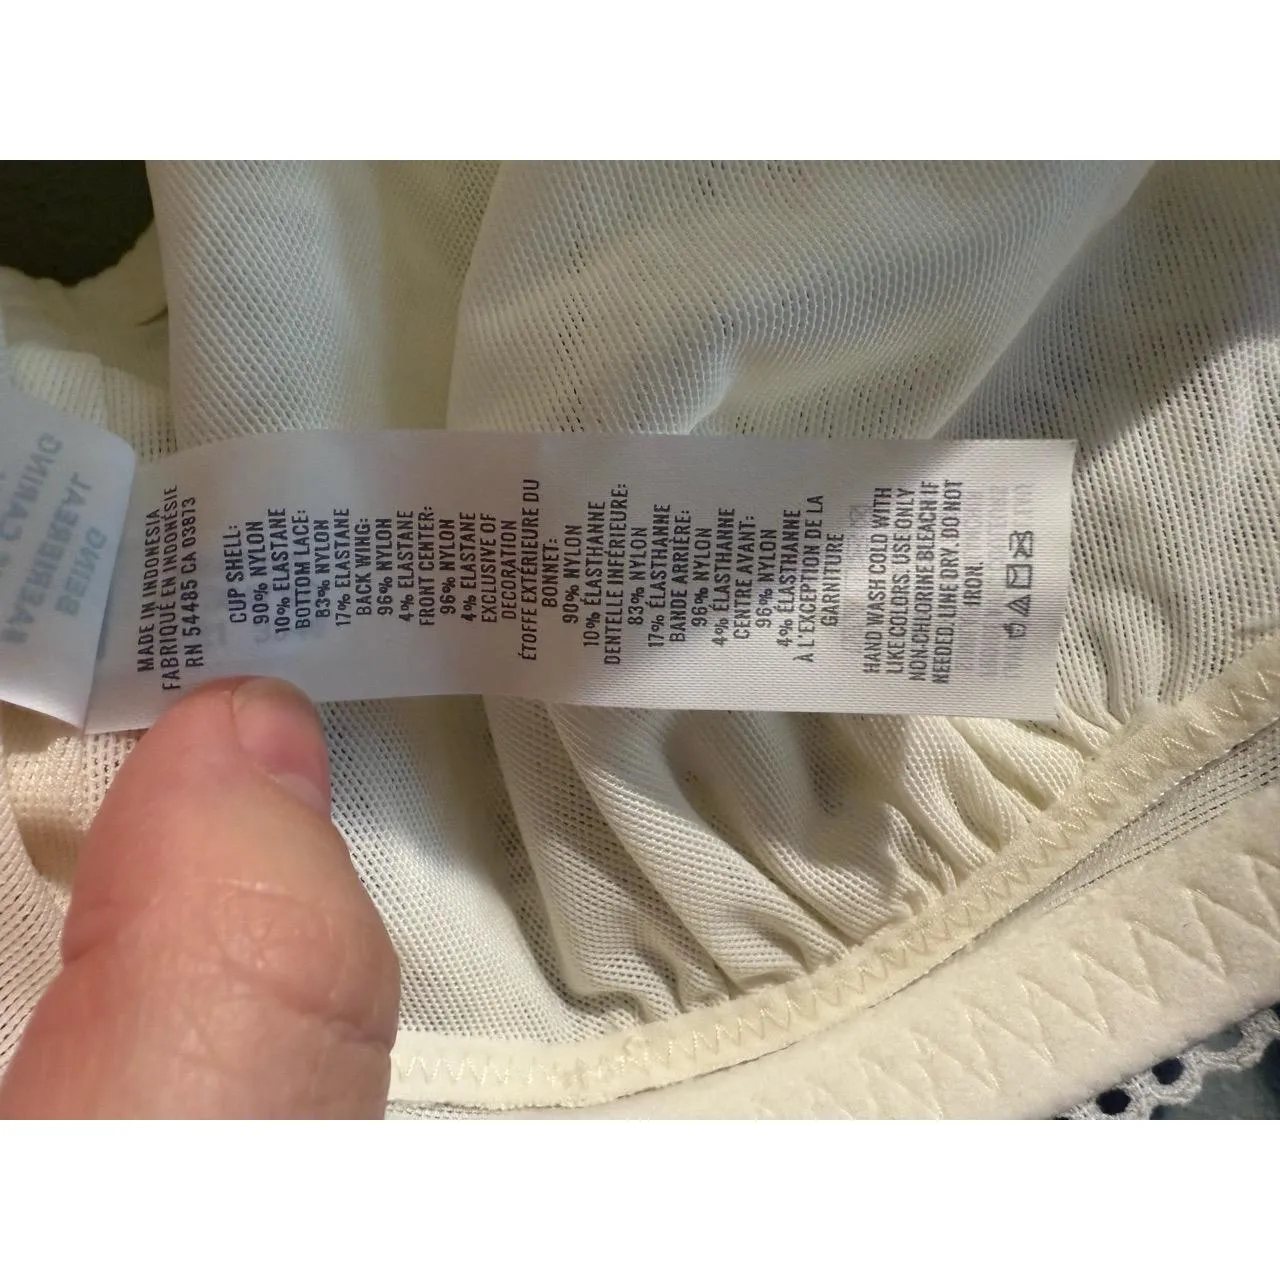 MADE IN INDONESIA
FABRIQUÉ EN INDONÉSIE
RN 54485 CA 03813
CUP SHELL:
90% NYLON
10% ELASTANE
BOTTOM LACE:
83% NYLON
17% ELASTANE
BACK WING:
96% NYLON
4% ELASTANE
FRONT CENTER:
96% NYLON
4% ELASTANE
EXCLUSIVE OF
DECORATION
ÉTOFFE EXTÉRIEURE DU
BONNET:
90% NYLON
10% ÉLASTHANNE
DENTELLE INFÉRIEURE:
83% NYLON
17% ÉLASTHANNE
BANDE ARRIÈRE:
96% NYLON
4% ÉLASTHANNE
CENTRE AVANT:
96% NYLON
4% ÉLASTHANNE
À L'EXCEPTION DE LA
GARNITURE
HAND WASH COLD WITH
LIKE COLORS. USE ONLY
NON-CHLORINE BLEACH IF
NEEDED. LINE DRY. DO NOT
IRON.
BEING
CARING